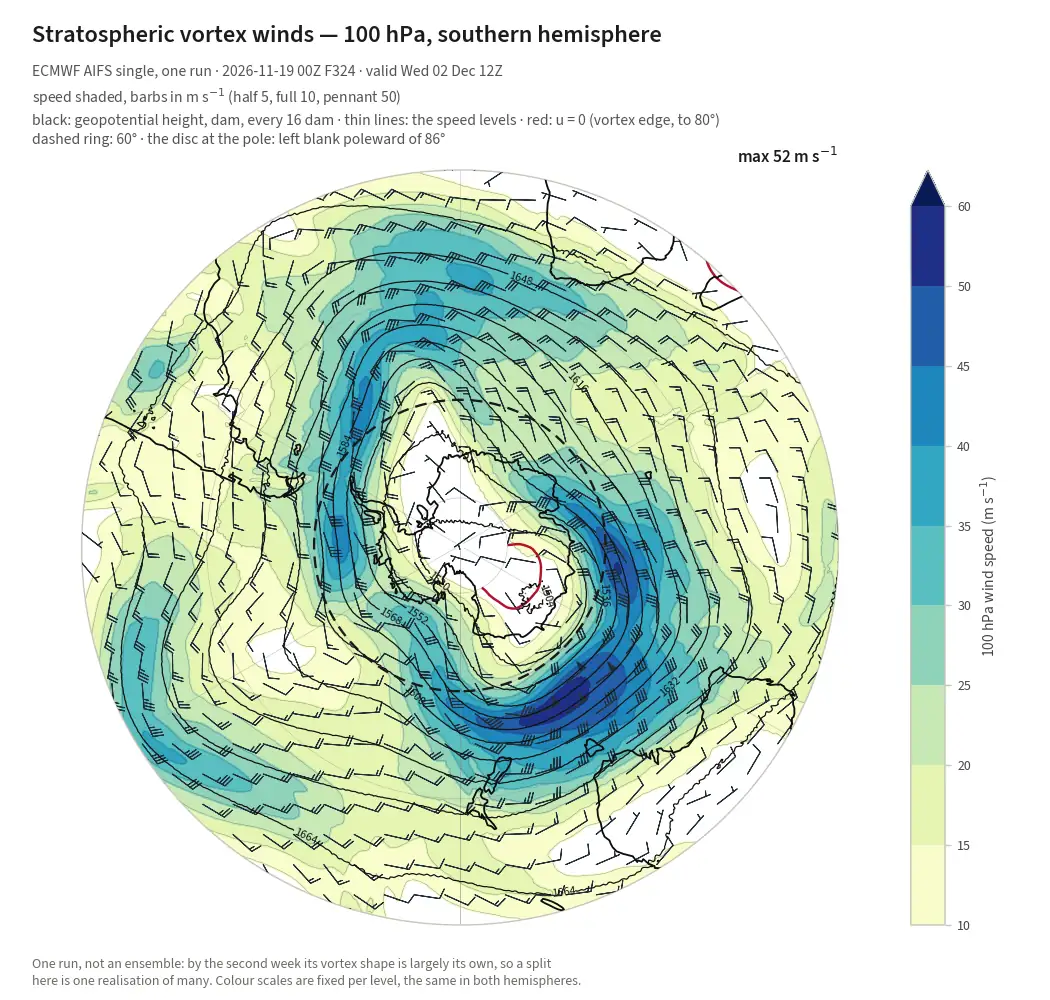 Stratospheric vortex winds — 100 hPa, southern hemisphere
ECMWF AIFS single, one run · 2026-11-19 00Z F324 · valid Wed 02 Dec 12Z
speed shaded, barbs in m s⁻¹ (half 5, full 10, pennant 50)
black: geopotential height, dam, every 16 dam · thin lines: the speed levels · red: u = 0 (vortex edge, to 80°)
dashed ring: 60° · the disc at the pole: left blank poleward of 86°
max 52 m s⁻¹
1648
1584
1536
1568
1552
1632
1664
1664
60
50
45
40
35
30
25
20
15
10
100 hPa wind speed (m s⁻¹)
One run, not an ensemble: by the second week its vortex shape is largely its own, so a split
here is one realisation of many. Colour scales are fixed per level, the same in both hemispheres.